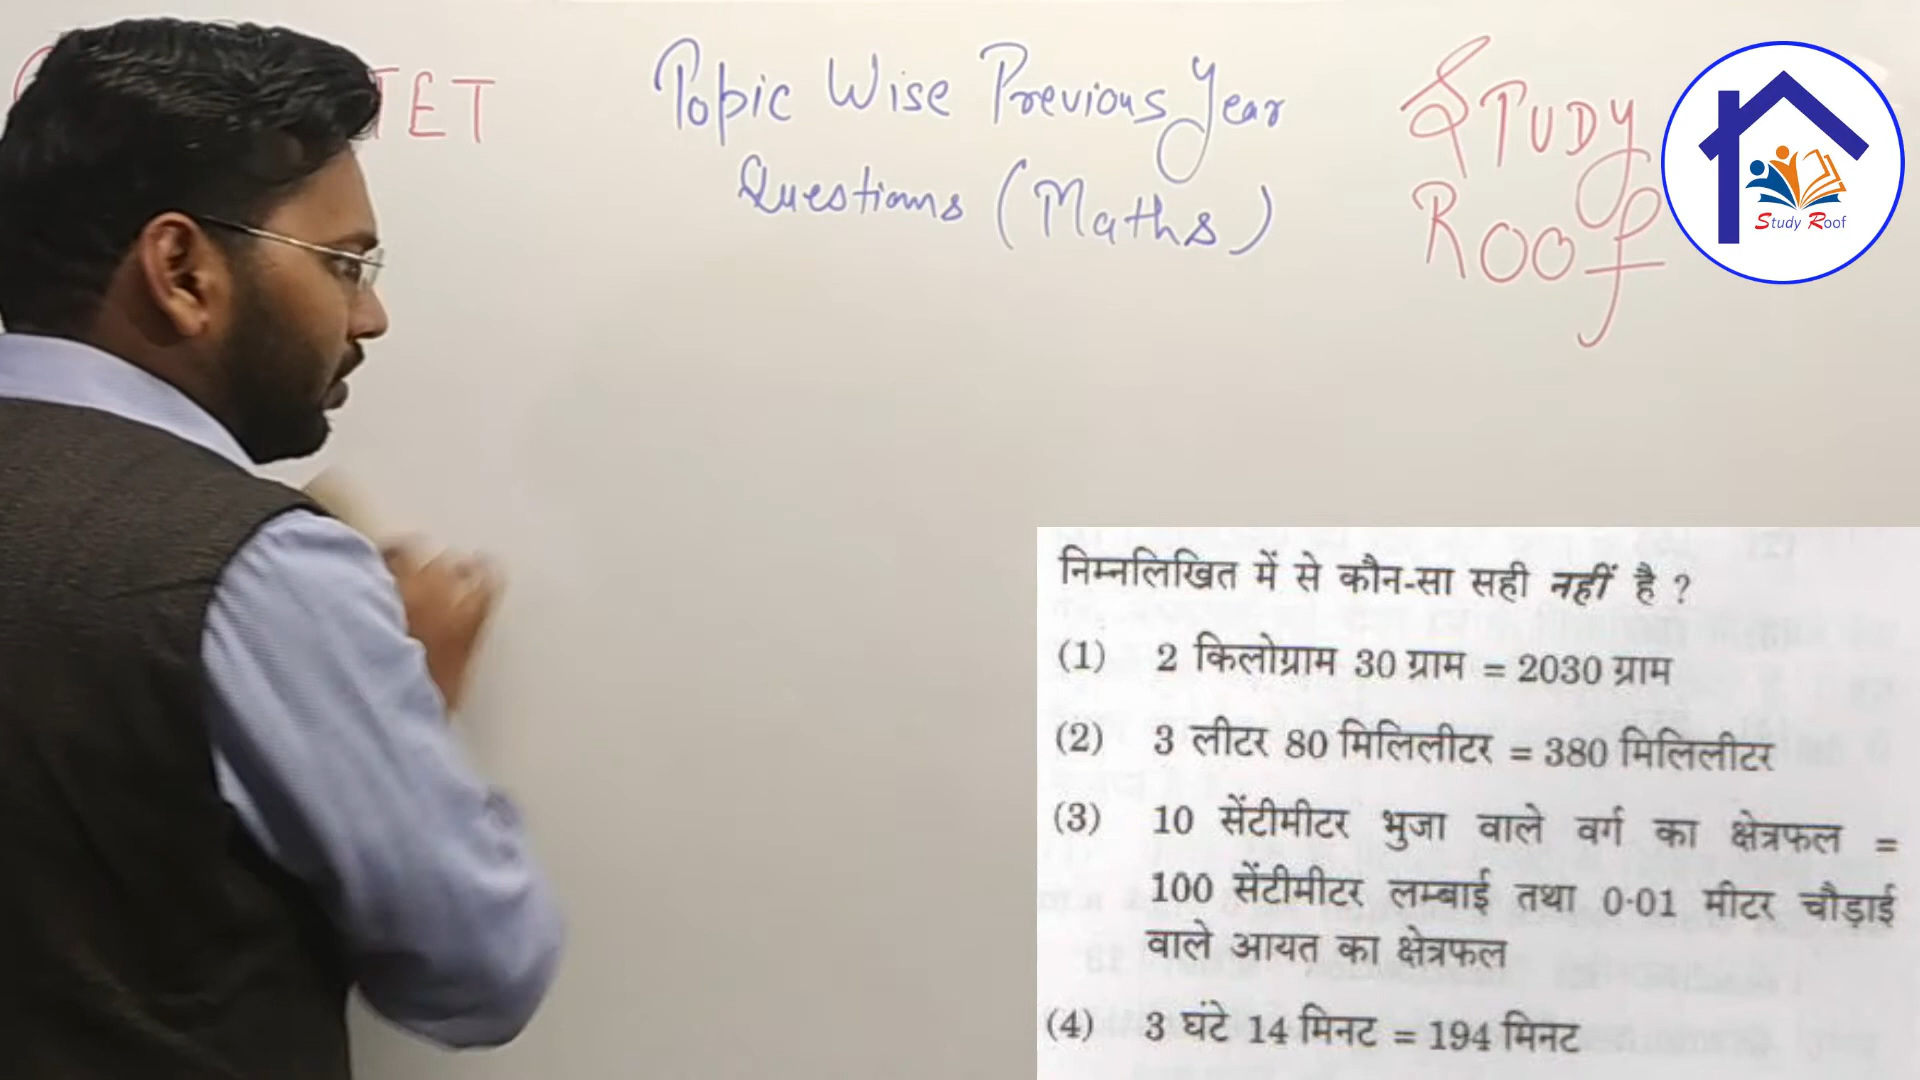 TET
Topic Wise Previous Year
Questions (Maths)
STUDY
ROOF
Study Roof
निम्नलिखित में से कौन-सा सही नहीं है ?
(1) 2 किलोग्राम 30 ग्राम = 2030 ग्राम
(2) 3 लीटर 80 मिलिलीटर = 380 मिलिलीटर
(3) 10 सेंटीमीटर भुजा वाले वर्ग का क्षेत्रफल =
100 सेंटीमीटर लम्बाई तथा 0·01 मीटर चौड़ाई
वाले आयत का क्षेत्रफल
(4) 3 घंटे 14 मिनट = 194 मिनट